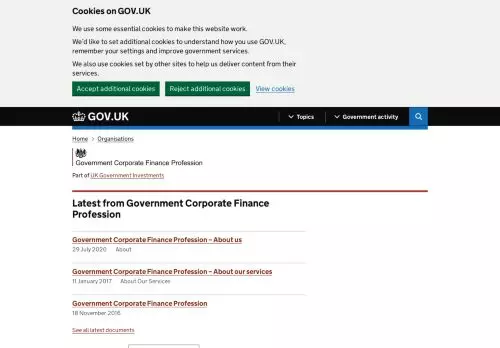 Cookies on GOV.UK
We use some essential cookies to make this website work.
We'd like to set additional cookies to understand how you use GOV.UK,
remember your settings and improve government services.
We also use cookies set by other sites to help us deliver content from their
services.
Accept additional cookies Reject additional cookies View cookies
GOV.UK Topics Government activity
Home Organisations
Government Corporate Finance Profession
Part of UK Government Investments
Latest from Government Corporate Finance
Profession
Government Corporate Finance Profession – About us
29 July 2020 About
Government Corporate Finance Profession – About our services
11 January 2017 About Our Services
Government Corporate Finance Profession
18 November 2016
See all latest documents